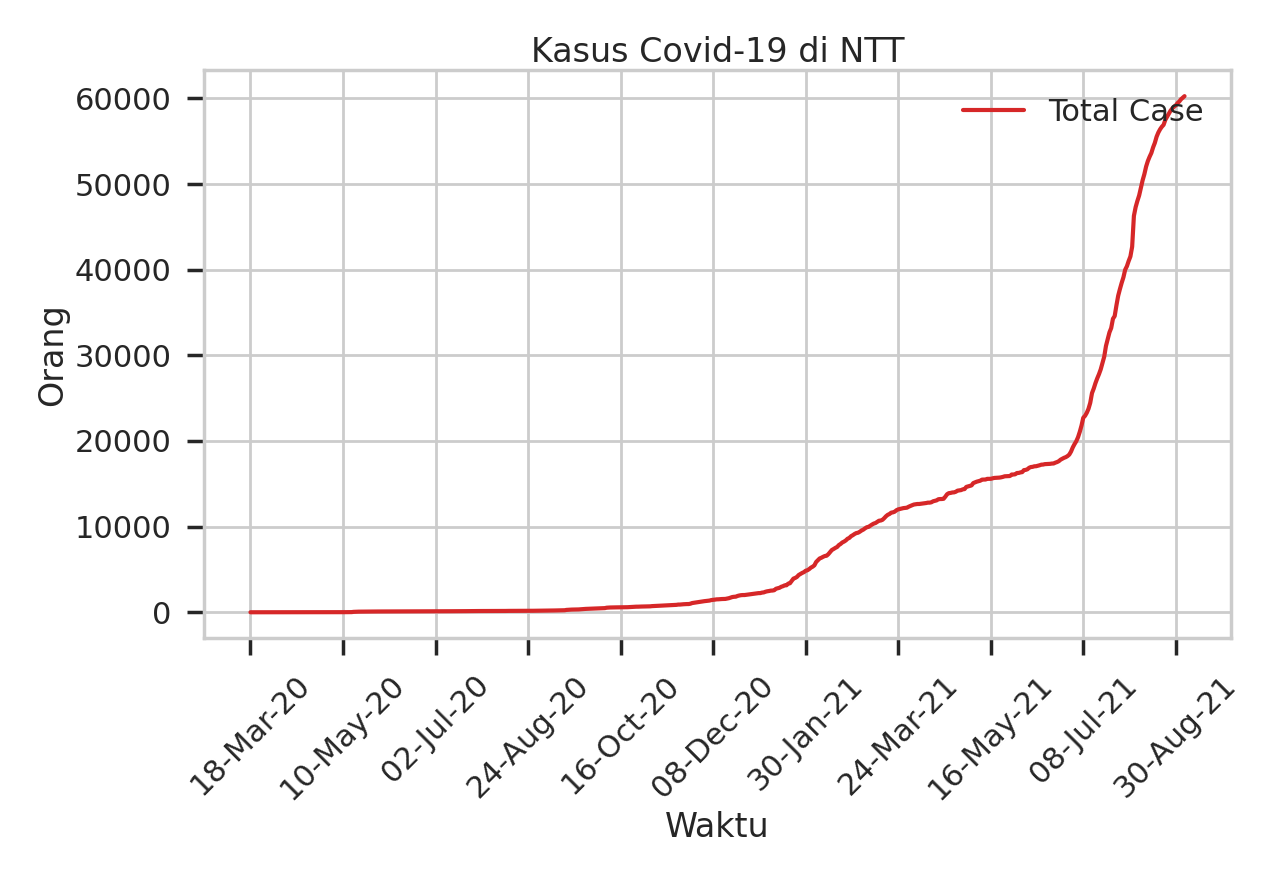 Kasus Covid-19 di NTT
Total Case
60000
50000
40000
30000
20000
10000
0
Orang
18-Mar-20
10-May-20
02-Jul-20
24-Aug-20
16-Oct-20
08-Dec-20
30-Jan-21
24-Mar-21
16-May-21
08-Jul-21
30-Aug-21
Waktu